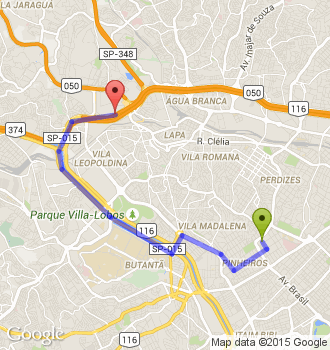 VILA JARAGUÁ
SP-348
Av. Inajar de Souza
050
050
116
ÁGUA BRANCA
374
SP-015
LAPA
R. Clélia
VILA
LEOPOLDINA
VILA ROMANA
PERDIZES
Parque Villa-Lobos
116
VILA MADALENA
SP-015
BUTANTÃ
PINHEIROS
Av. Brasil
116
ITAIM BIBI
Google
Map data ©2015 Google